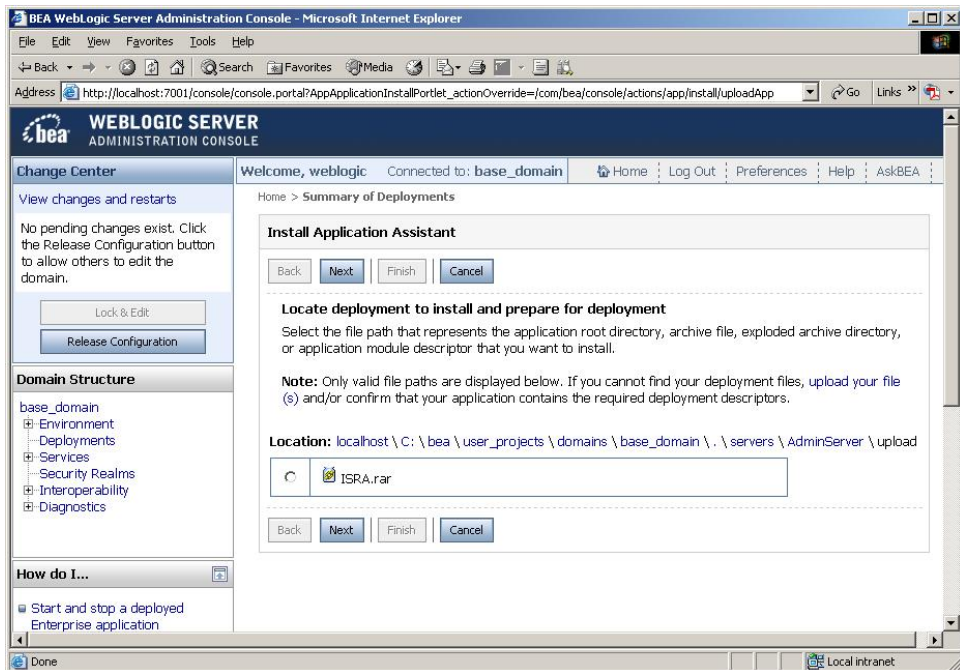 BEA WebLogic Server Administration Console - Microsoft Internet Explorer
File Edit View Favorites Tools Help
Back Search Favorites Media
Address http://localhost:7001/console/console.portal?AppApplicationInstallPortlet_actionOverride=/com/bea/console/actions/app/install/uploadApp Go Links »
bea WEBLOGIC SERVER
ADMINISTRATION CONSOLE
Change Center
View changes and restarts
No pending changes exist. Click
the Release Configuration button
to allow others to edit the
domain.
Lock & Edit
Release Configuration
Domain Structure
base_domain
Environment
Deployments
Services
Security Realms
Interoperability
Diagnostics
How do I...
Start and stop a deployed
Enterprise application
Welcome, weblogic Connected to: base_domain Home Log Out Preferences Help AskBEA
Home > Summary of Deployments
Install Application Assistant
Back Next Finish Cancel
Locate deployment to install and prepare for deployment
Select the file path that represents the application root directory, archive file, exploded archive directory,
or application module descriptor that you want to install.
Note: Only valid file paths are displayed below. If you cannot find your deployment files, upload your file
(s) and/or confirm that your application contains the required deployment descriptors.
Location: localhost \ C: \ bea \ user_projects \ domains \ base_domain \ . \ servers \ AdminServer \ upload
ISRA.rar
Back Next Finish Cancel
Done Local intranet